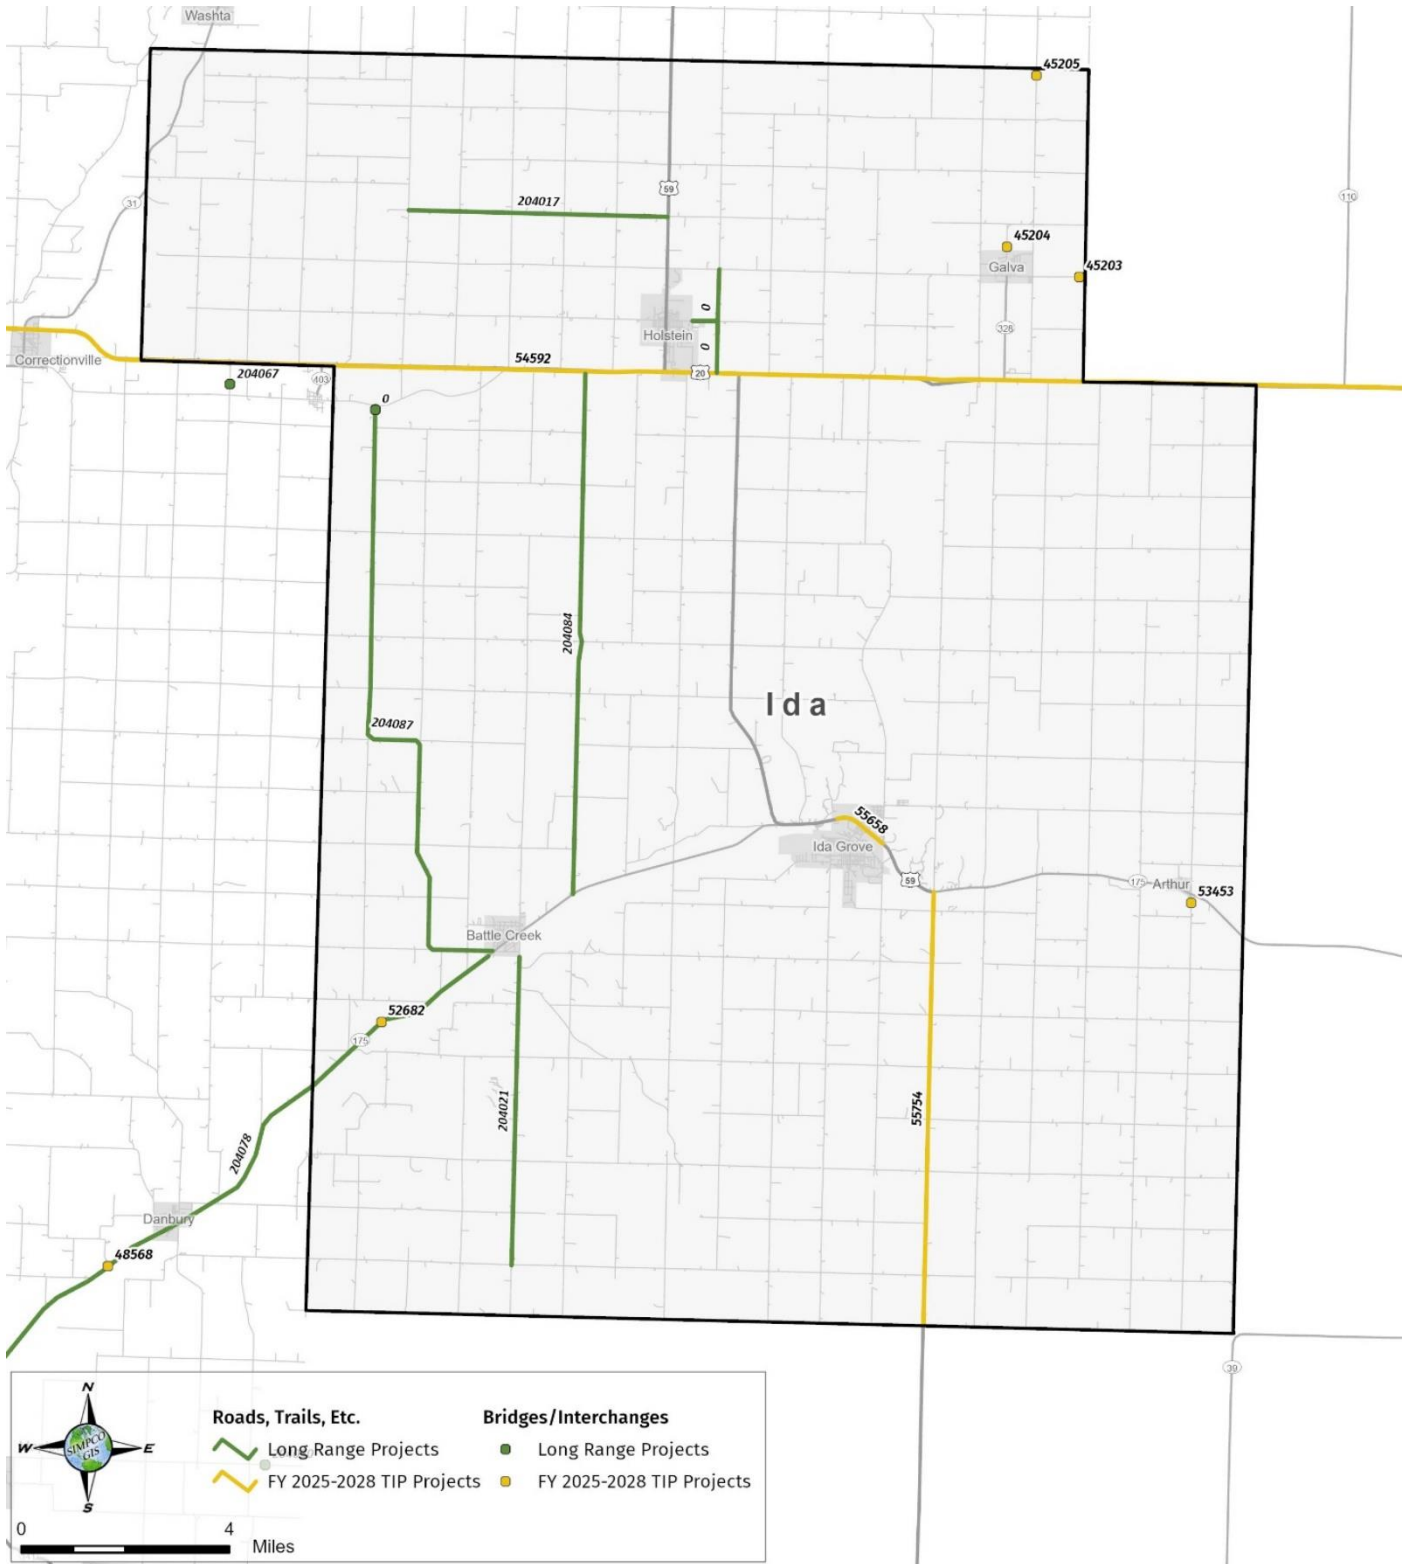 Washta
45205
59
31
110
204017
45204
Galva
45203
0
Holstein
0
328
Correctionville
54592
20
204067
403
0
204084
Ida
204087
55658
Ida Grove
59
175
Arthur
53453
Battle Creek
52682
175
204021
55754
204078
Danbury
48568
39
N
W
E
S
SIMPCO
GIS
Roads, Trails, Etc.
Long Range Projects
FY 2025-2028 TIP Projects
Bridges/Interchanges
Long Range Projects
FY 2025-2028 TIP Projects
0
4
Miles